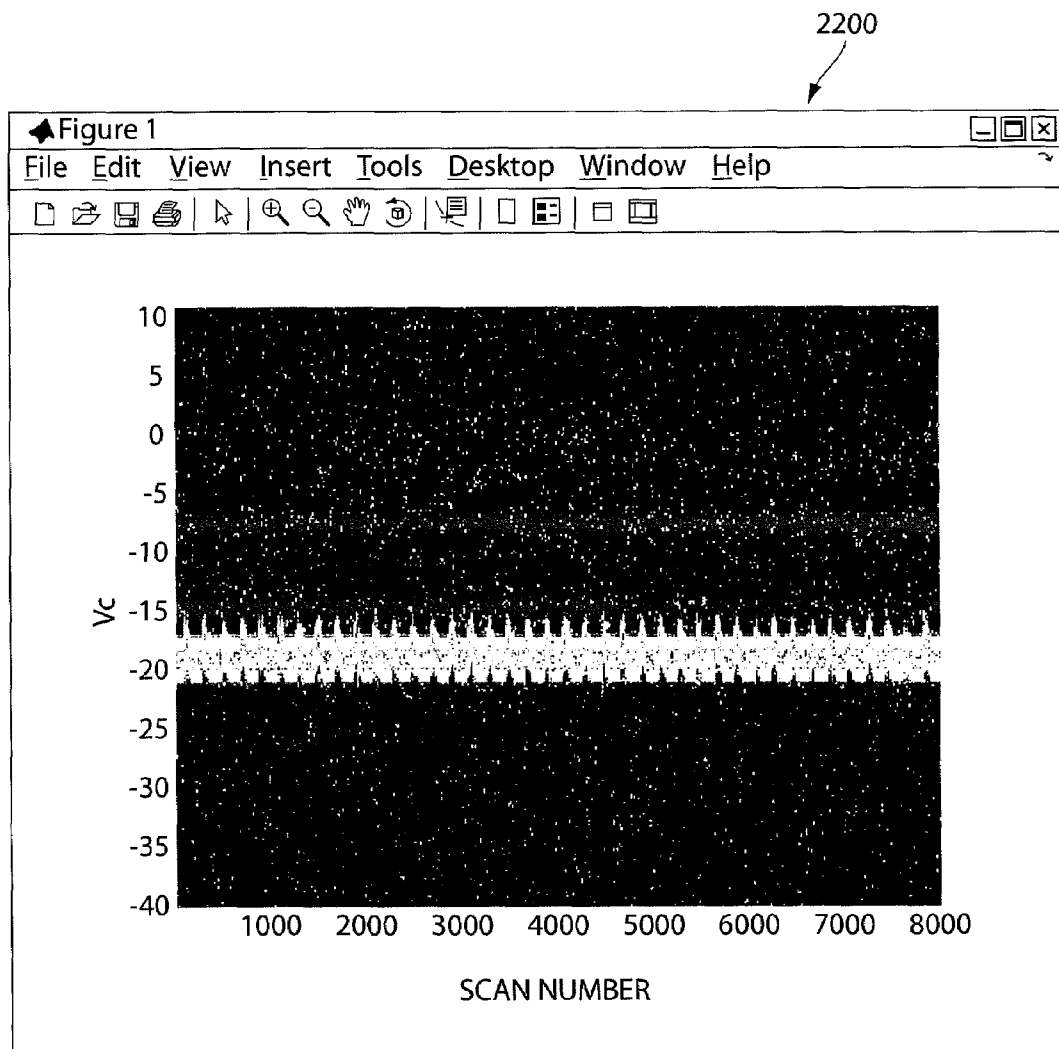 2200
Figure 1
File Edit View Insert Tools Desktop Window Help
10
5
0
-5
-10
Vc
-15
-20
-25
-30
-35
-40
1000 2000 3000 4000 5000 6000 7000 8000
SCAN NUMBER